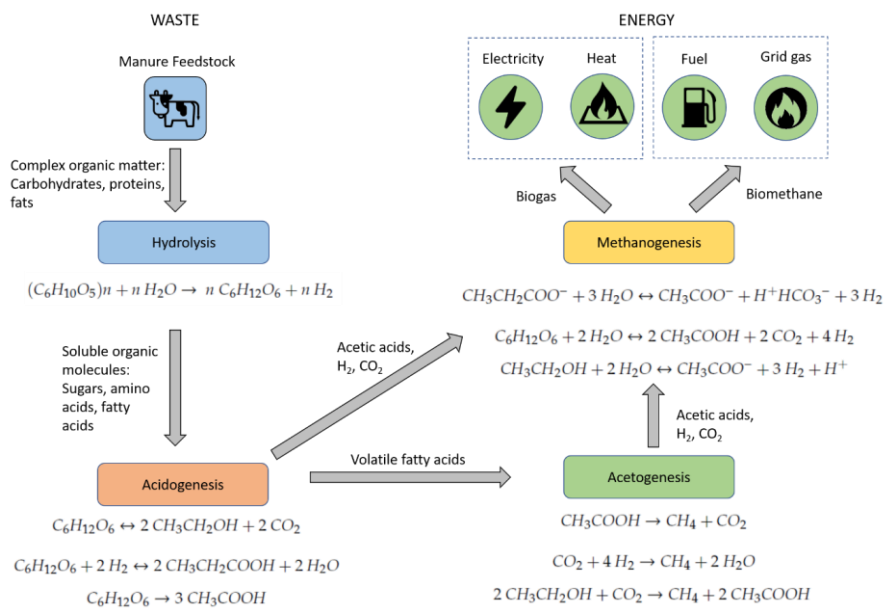 WASTE
ENERGY
Manure Feedstock
Electricity
Heat
Fuel
Grid gas
Complex organic matter:
Carbohydrates, proteins,
fats
Biogas
Biomethane
Hydrolysis
Methanogenesis
(C₆H₁₀O₅)n + n H₂O → n C₆H₁₂O₆ + n H₂
CH₃CH₂COO⁻ + 3 H₂O ↔ CH₃COO⁻ + H⁺HCO₃⁻ + 3 H₂
C₆H₁₂O₆ + 2 H₂O ↔ 2 CH₃COOH + 2 CO₂ + 4 H₂
CH₃CH₂OH + 2 H₂O ↔ CH₃COO⁻ + 3 H₂ + H⁺
Soluble organic
molecules:
Sugars, amino
acids, fatty
acids
Acetic acids,
H₂, CO₂
Acetic acids,
H₂, CO₂
Volatile fatty acids
Acidogenesis
Acetogenesis
C₆H₁₂O₆ ↔ 2 CH₃CH₂OH + 2 CO₂
C₆H₁₂O₆ + 2 H₂ ↔ 2 CH₃CH₂COOH + 2 H₂O
C₆H₁₂O₆ → 3 CH₃COOH
CH₃COOH → CH₄ + CO₂
CO₂ + 4 H₂ → CH₄ + 2 H₂O
2 CH₃CH₂OH + CO₂ → CH₄ + 2 CH₃COOH